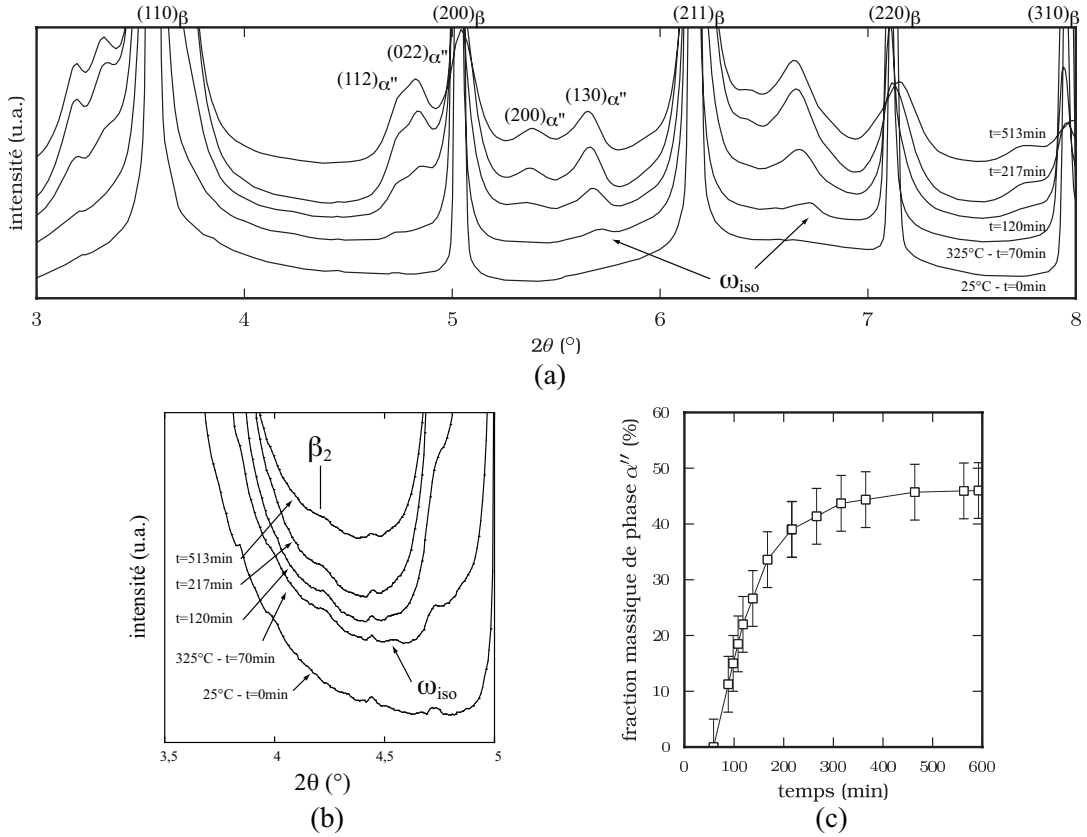 (110)β (200)β (211)β (220)β (310)β
(112)α" (022)α" (200)α" (130)α"
intensité (u.a.)
t=513min
t=217min
t=120min
325°C - t=70min
25°C - t=0min
ωiso
3 4 5 6 7 8
2θ (°)
(a)
intensité (u.a.)
β2
t=513min
t=217min
t=120min
325°C - t=70min
25°C - t=0min
ωiso
3,5 4 4,5 5
2θ (°)
(b)
fraction massique de phase α'' (%)
60
50
40
30
20
10
0
0 100 200 300 400 500 600
temps (min)
(c)